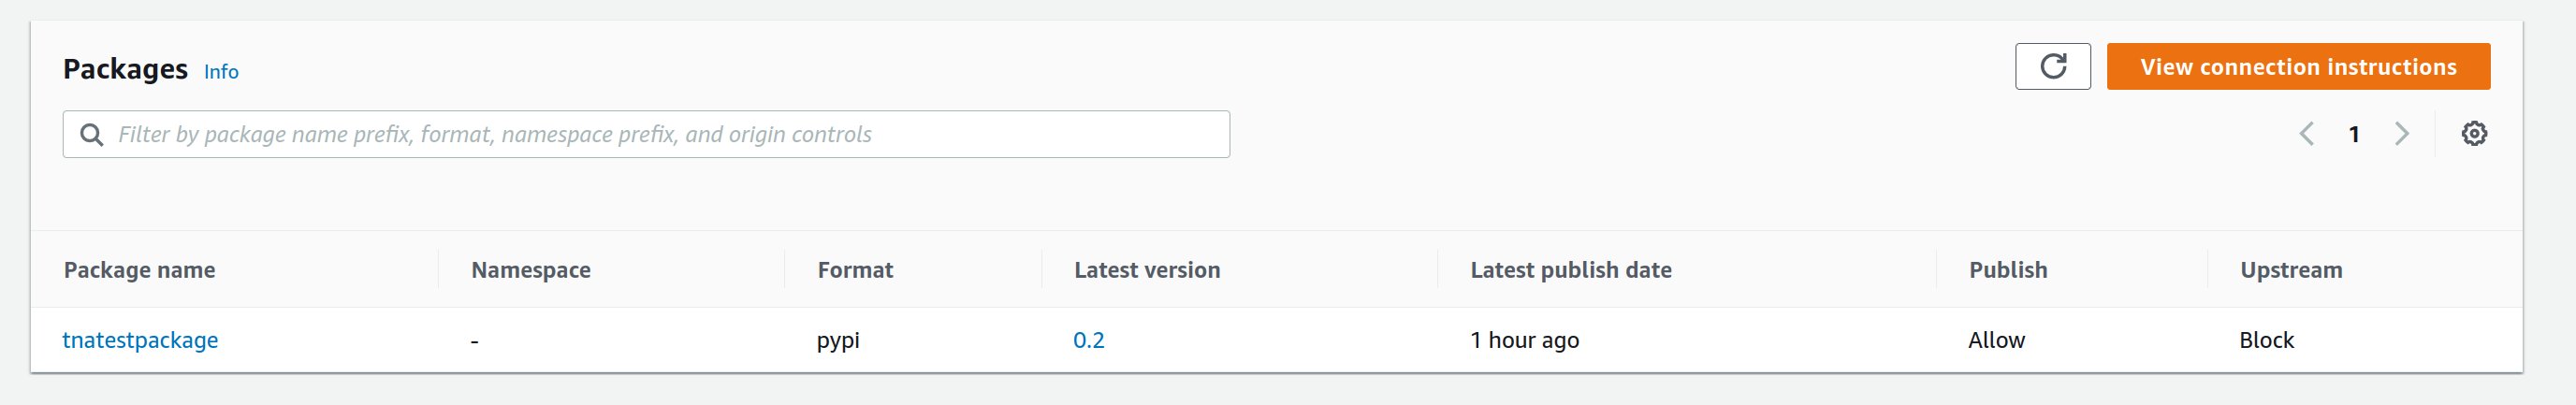 Packages Info
View connection instructions
Filter by package name prefix, format, namespace prefix, and origin controls
1
Package name Namespace Format Latest version Latest publish date Publish Upstream
tnatestpackage - pypi 0.2 1 hour ago Allow Block